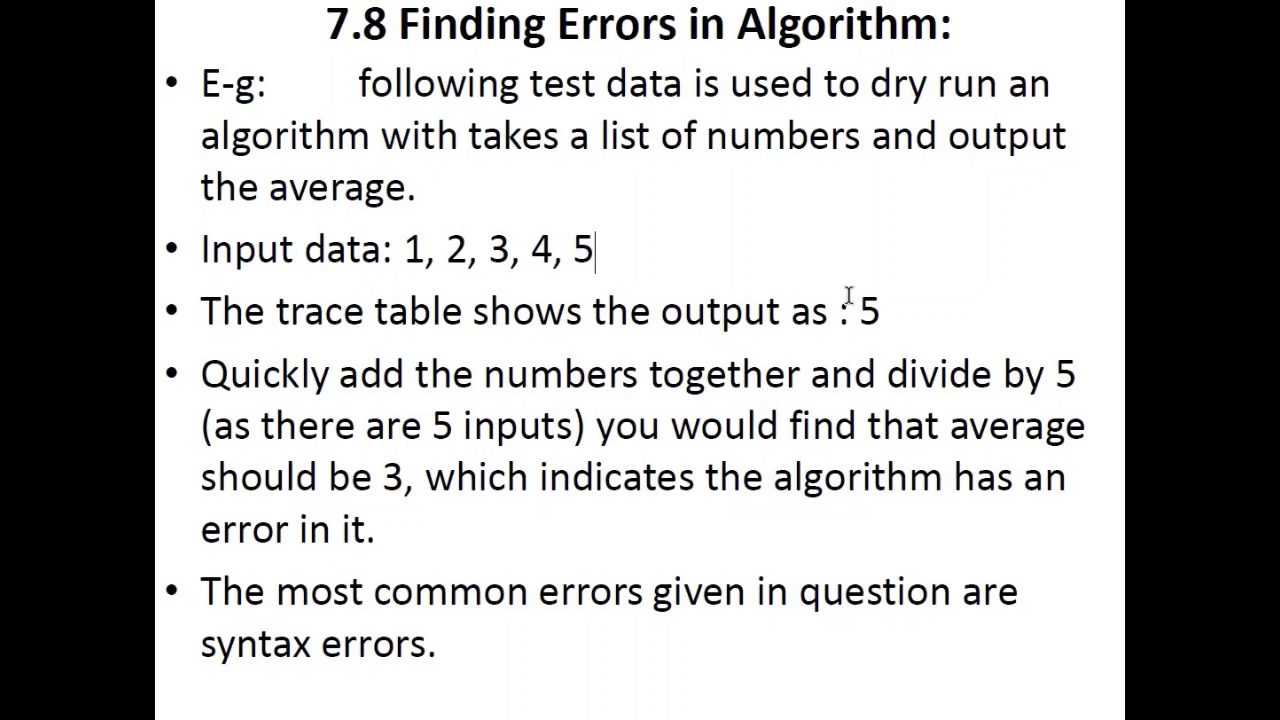 7.8 Finding Errors in Algorithm:
• E-g: following test data is used to dry run an
algorithm with takes a list of numbers and output
the average.
• Input data: 1, 2, 3, 4, 5
• The trace table shows the output as : 5
• Quickly add the numbers together and divide by 5
(as there are 5 inputs) you would find that average
should be 3, which indicates the algorithm has an
error in it.
• The most common errors given in question are
syntax errors.